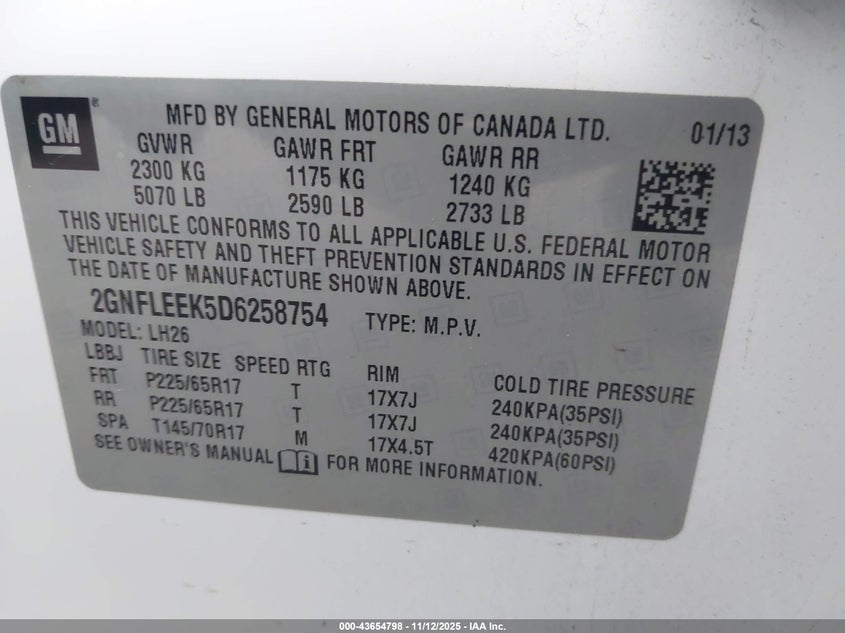 GM ®
MFD BY GENERAL MOTORS OF CANADA LTD. 01/13
GVWR GAWR FRT GAWR RR
2300 KG 1175 KG 1240 KG
5070 LB 2590 LB 2733 LB
THIS VEHICLE CONFORMS TO ALL APPLICABLE U.S. FEDERAL MOTOR
VEHICLE SAFETY AND THEFT PREVENTION STANDARDS IN EFFECT ON
THE DATE OF MANUFACTURE SHOWN ABOVE.
2GNFLEEK5D6258754 TYPE: M.P.V.
MODEL: LH26
LBBJ TIRE SIZE SPEED RTG RIM COLD TIRE PRESSURE
FRT P225/65R17 T 17X7J 240KPA(35PSI)
RR P225/65R17 T 17X7J 240KPA(35PSI)
SPA T145/70R17 M 17X4.5T 420KPA(60PSI)
SEE OWNER'S MANUAL FOR MORE INFORMATION.
000-43654798 - 11/12/2025 - IAA Inc.